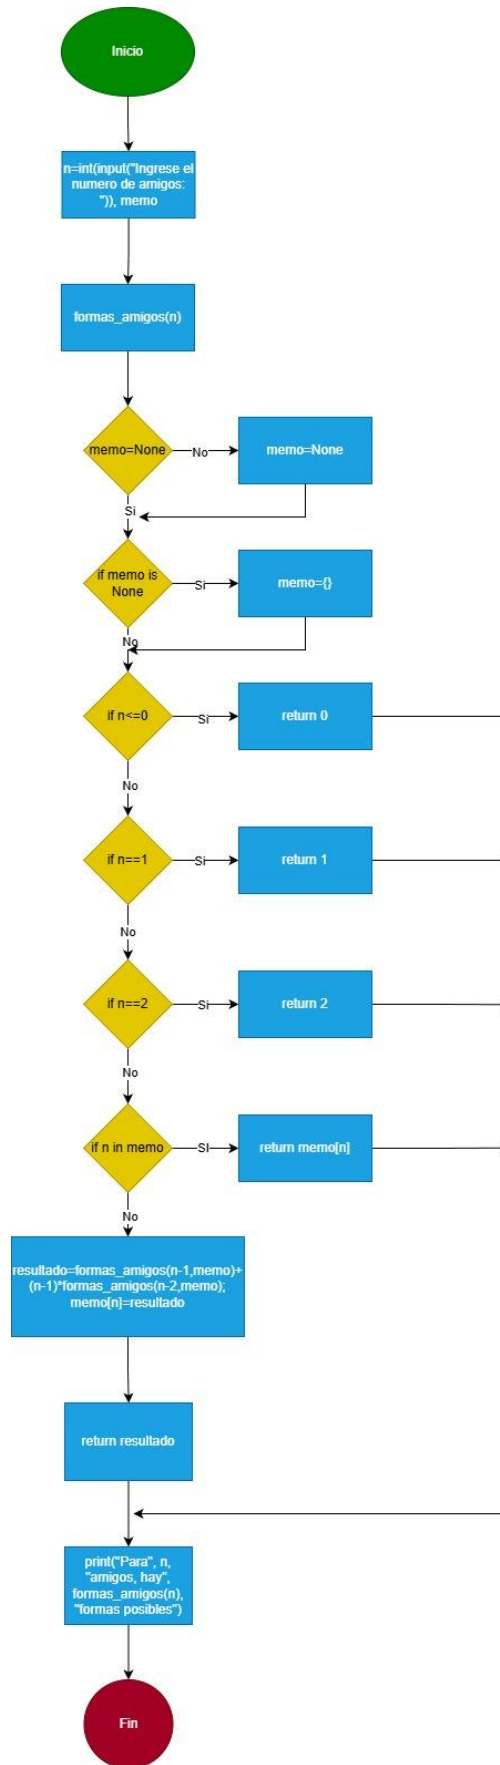 Inicio
n=int(input("Ingrese el
numero de amigos:
")), memo
formas_amigos(n)
memo=None
No
memo=None
Si
if memo is
None
Si
memo={}
No
if n<=0
Si
return 0
No
if n==1
Si
return 1
No
if n==2
Si
return 2
No
if n in memo
SI
return memo[n]
No
resultado=formas_amigos(n-1,memo)+
(n-1)*formas_amigos(n-2,memo);
memo[n]=resultado
return resultado
print("Para", n,
"amigos, hay",
formas_amigos(n),
"formas posibles")
Fin